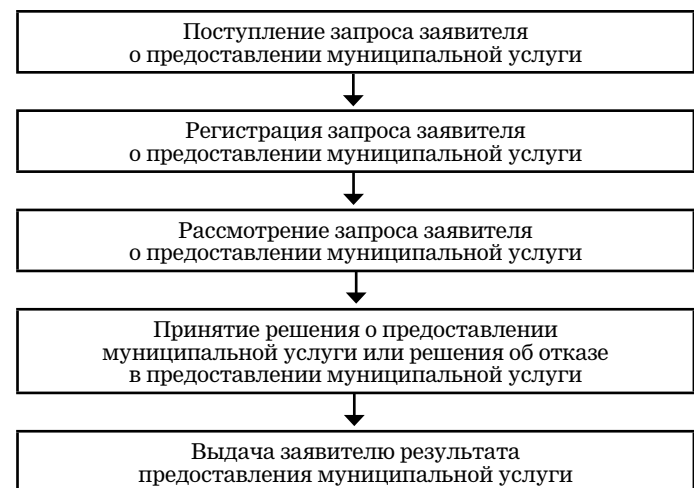 Поступление запроса заявителя
о предоставлении муниципальной услуги
Регистрация запроса заявителя
о предоставлении муниципальной услуги
Рассмотрение запроса заявителя
о предоставлении муниципальной услуги
Принятие решения о предоставлении
муниципальной услуги или решения об отказе
в предоставлении муниципальной услуги
Выдача заявителю результата
предоставления муниципальной услуги